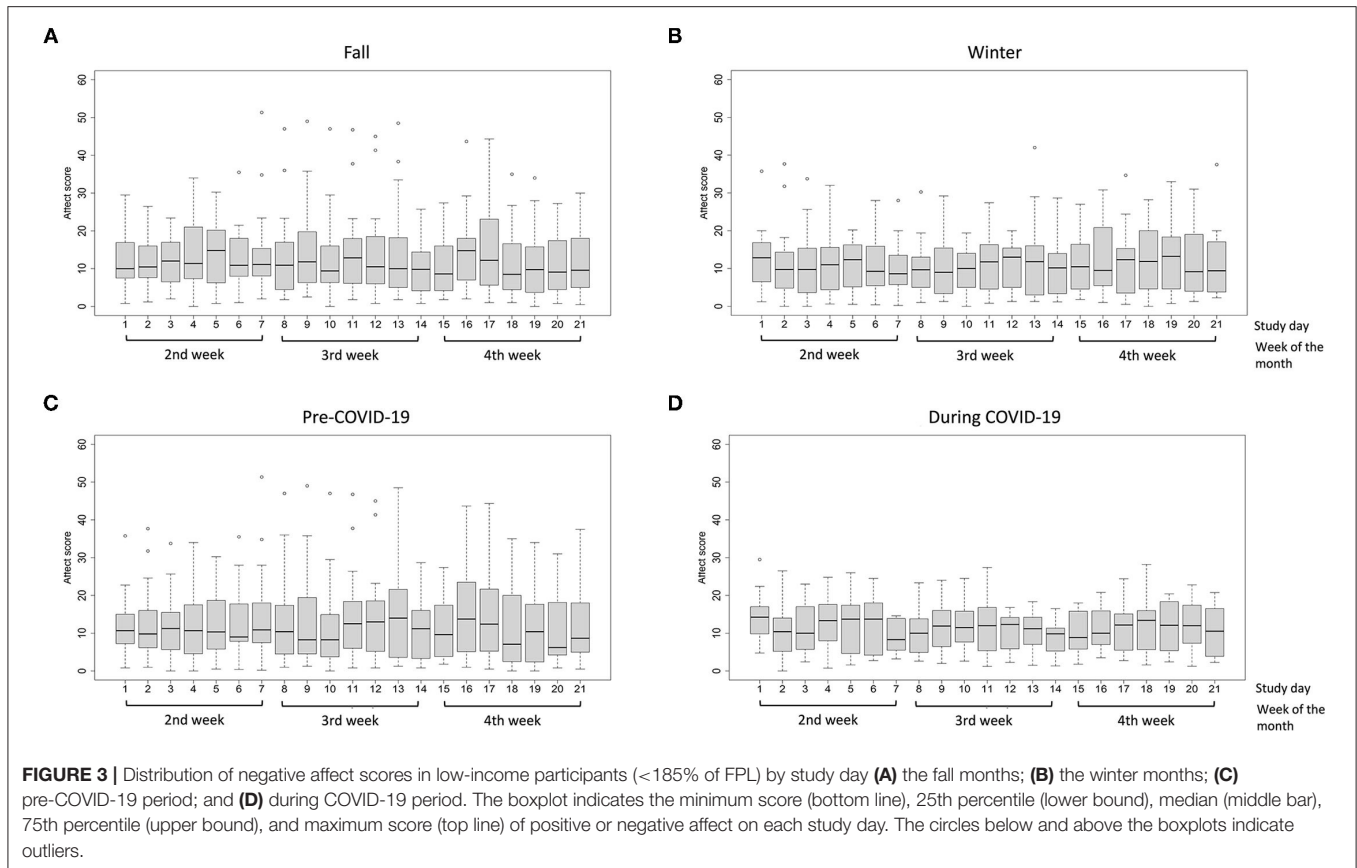 A
Fall
Affect score
0 10 20 30 40 50 60
1 2 3 4 5 6 7 8 9 10 11 12 13 14 15 16 17 18 19 20 21
2nd week 3rd week 4th week
B
Winter
Affect score
0 10 20 30 40 50 60
1 2 3 4 5 6 7 8 9 10 11 12 13 14 15 16 17 18 19 20 21
Study day
2nd week 3rd week 4th week
Week of the
month
C
Pre-COVID-19
Affect score
0 10 20 30 40 50 60
1 2 3 4 5 6 7 8 9 10 11 12 13 14 15 16 17 18 19 20 21
2nd week 3rd week 4th week
D
During COVID-19
Affect score
0 10 20 30 40 50 60
1 2 3 4 5 6 7 8 9 10 11 12 13 14 15 16 17 18 19 20 21
Study day
2nd week 3rd week 4th week
Week of the
month
FIGURE 3 | Distribution of negative affect scores in low-income participants (<185% of FPL) by study day (A) the fall months; (B) the winter months; (C)
pre-COVID-19 period; and (D) during COVID-19 period. The boxplot indicates the minimum score (bottom line), 25th percentile (lower bound), median (middle bar),
75th percentile (upper bound), and maximum score (top line) of positive or negative affect on each study day. The circles below and above the boxplots indicate
outliers.